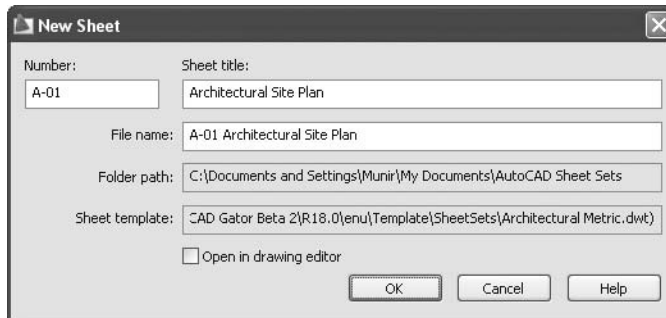 New Sheet
Number:
Sheet title:
A-01
Architectural Site Plan
File name:
A-01 Architectural Site Plan
Folder path:
C:\Documents and Settings\Munir\My Documents\AutoCAD Sheet Sets
Sheet template:
CAD Gator Beta 2\R18.0\enu\Template\SheetSets\Architectural Metric.dwt)
Open in drawing editor
OK
Cancel
Help